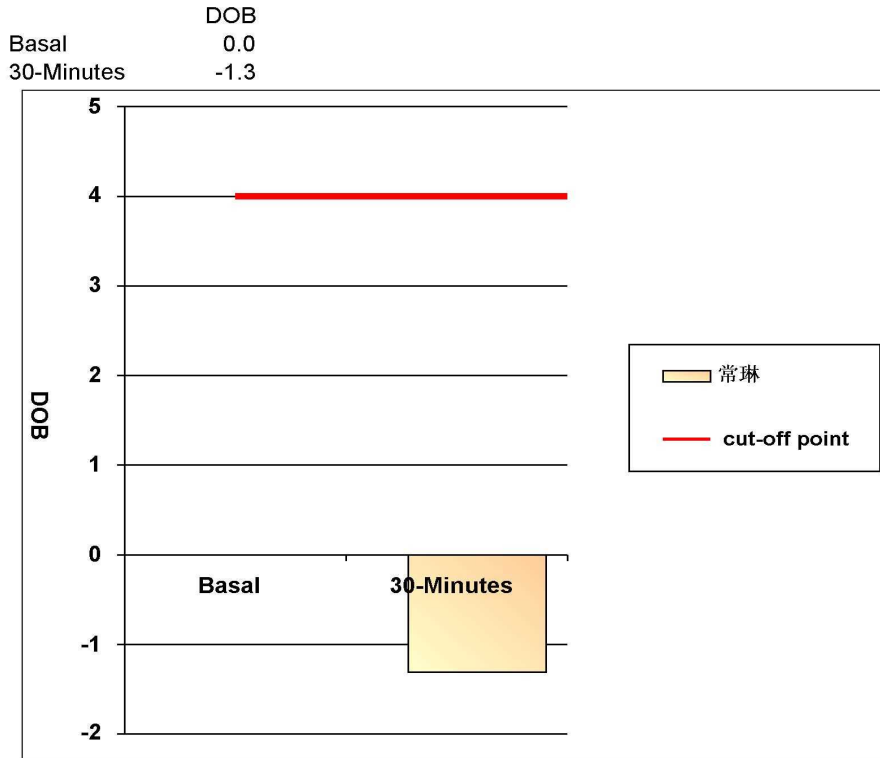 DOB
Basal 0.0
30-Minutes -1.3
5
4
3
2
1
0
-1
-2
DOB
Basal 30-Minutes
常琳
cut-off point